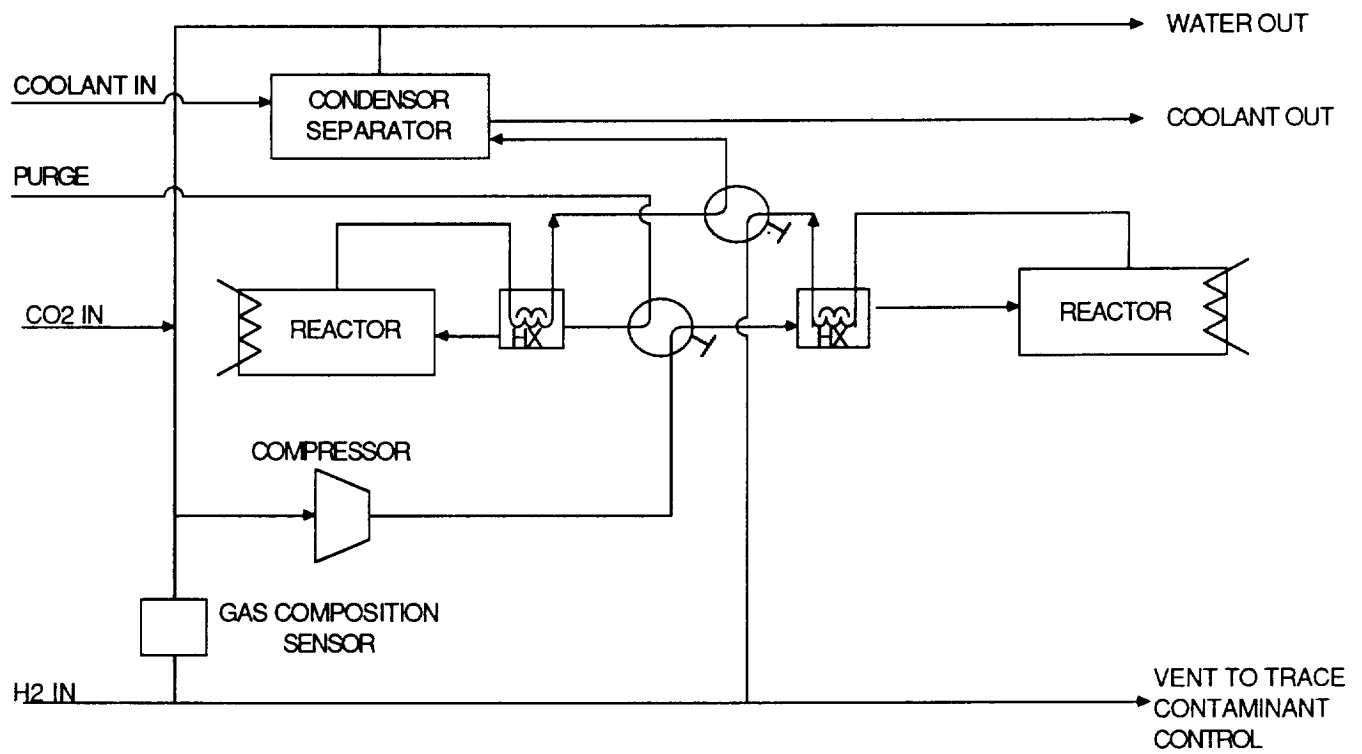 WATER OUT
COOLANT IN
CONDENSOR
SEPARATOR
COOLANT OUT
PURGE
CO2 IN
REACTOR
HX
HX
REACTOR
COMPRESSOR
GAS COMPOSITION
SENSOR
H2 IN
VENT TO TRACE
CONTAMINANT
CONTROL